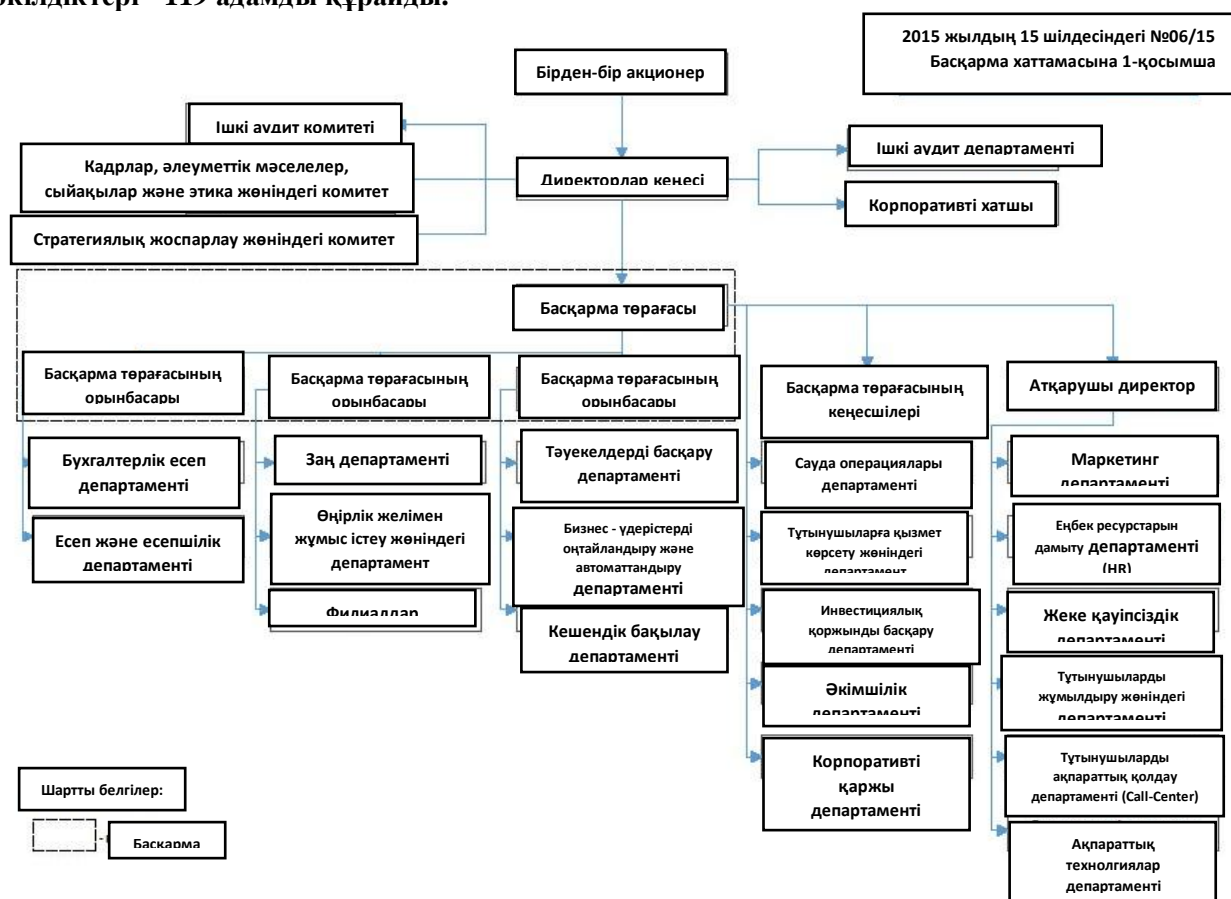 өкілдіктері - 119 адамды құрайды.
2015 жылдың 15 шілдесіндегі №06/15
Басқарма хаттамасына 1-қосымша
Бірден-бір акционер
Ішкі аудит комитеті
Кадрлар, әлеуметтік мәселелер,
сыйақылар және этика жөніндегі комитет
Стратегиялық жоспарлау жөніндегі комитет
Директорлар кеңесі
Ішкі аудит департаменті
Корпоративті хатшы
Басқарма төрағасы
Басқарма төрағасының
орынбасары
Басқарма төрағасының
орынбасары
Басқарма төрағасының
орынбасары
Басқарма төрағасының
кеңесшілері
Атқарушы директор
Бухгалтерлік есеп
департаменті
Есеп және есепшілік
департаменті
Заң департаменті
Өңірлік желімен
жұмыс істеу жөніндегі
департамент
Филиалдар
Тәуекелдерді басқару
департаменті
Бизнес - үдерістерді
оңтайландыру және
автоматтандыру
департаменті
Кешендік бақылау
департаменті
Сауда операциялары
департаменті
Тұтынушыларға қызмет
көрсету жөніндегі
департамент
Инвестициялық
қоржынды басқару
департаменті
Әкімшілік
департаменті
Корпоративті
қаржы
департаменті
Маркетинг
департаменті
Еңбек ресурстарын
дамыту департаменті
(HR)
Жеке қауіпсіздік
департаменті
Тұтынушыларды
жұмылдыру жөніндегі
департаменті
Тұтынушыларды
ақпараттық қолдау
департаменті (Call-Center)
Ақпараттық
технолгиялар
департаменті
Шартты белгілер:
Басқарма